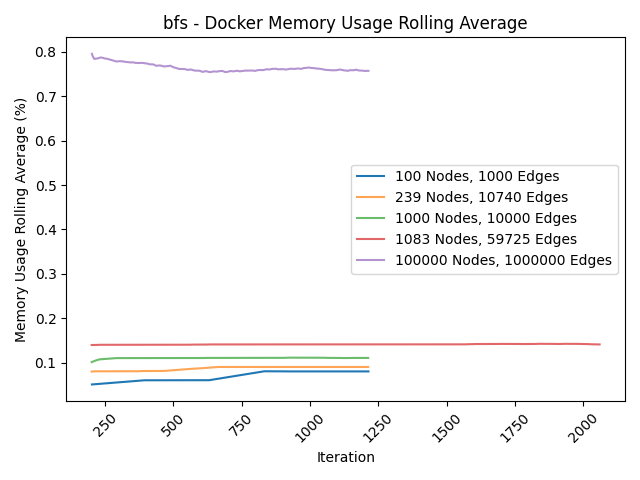 bfs - Docker Memory Usage Rolling Average
Memory Usage Rolling Average (%)
0.8
0.7
0.6
0.5
0.4
0.3
0.2
0.1
100 Nodes, 1000 Edges
239 Nodes, 10740 Edges
1000 Nodes, 10000 Edges
1083 Nodes, 59725 Edges
100000 Nodes, 1000000 Edges
250
500
750
1000
1250
1500
1750
2000
Iteration